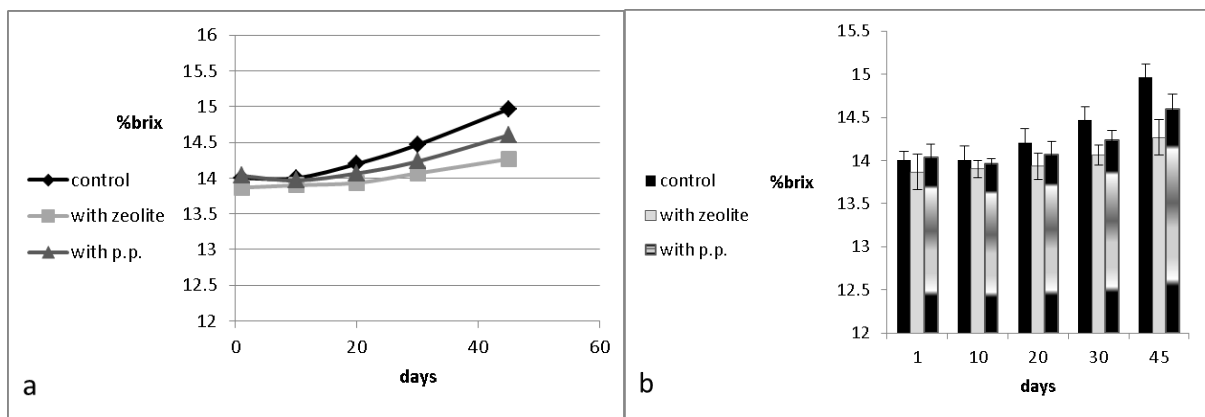 16
15.5
15
14.5
14
13.5
13
12.5
12
%brix
control
with zeolite
with p.p.
0 20 40 60
days
a
15.5
15
14.5
14
13.5
13
12.5
12
%brix
control
with zeolite
with p.p.
1 10 20 30 45
days
b